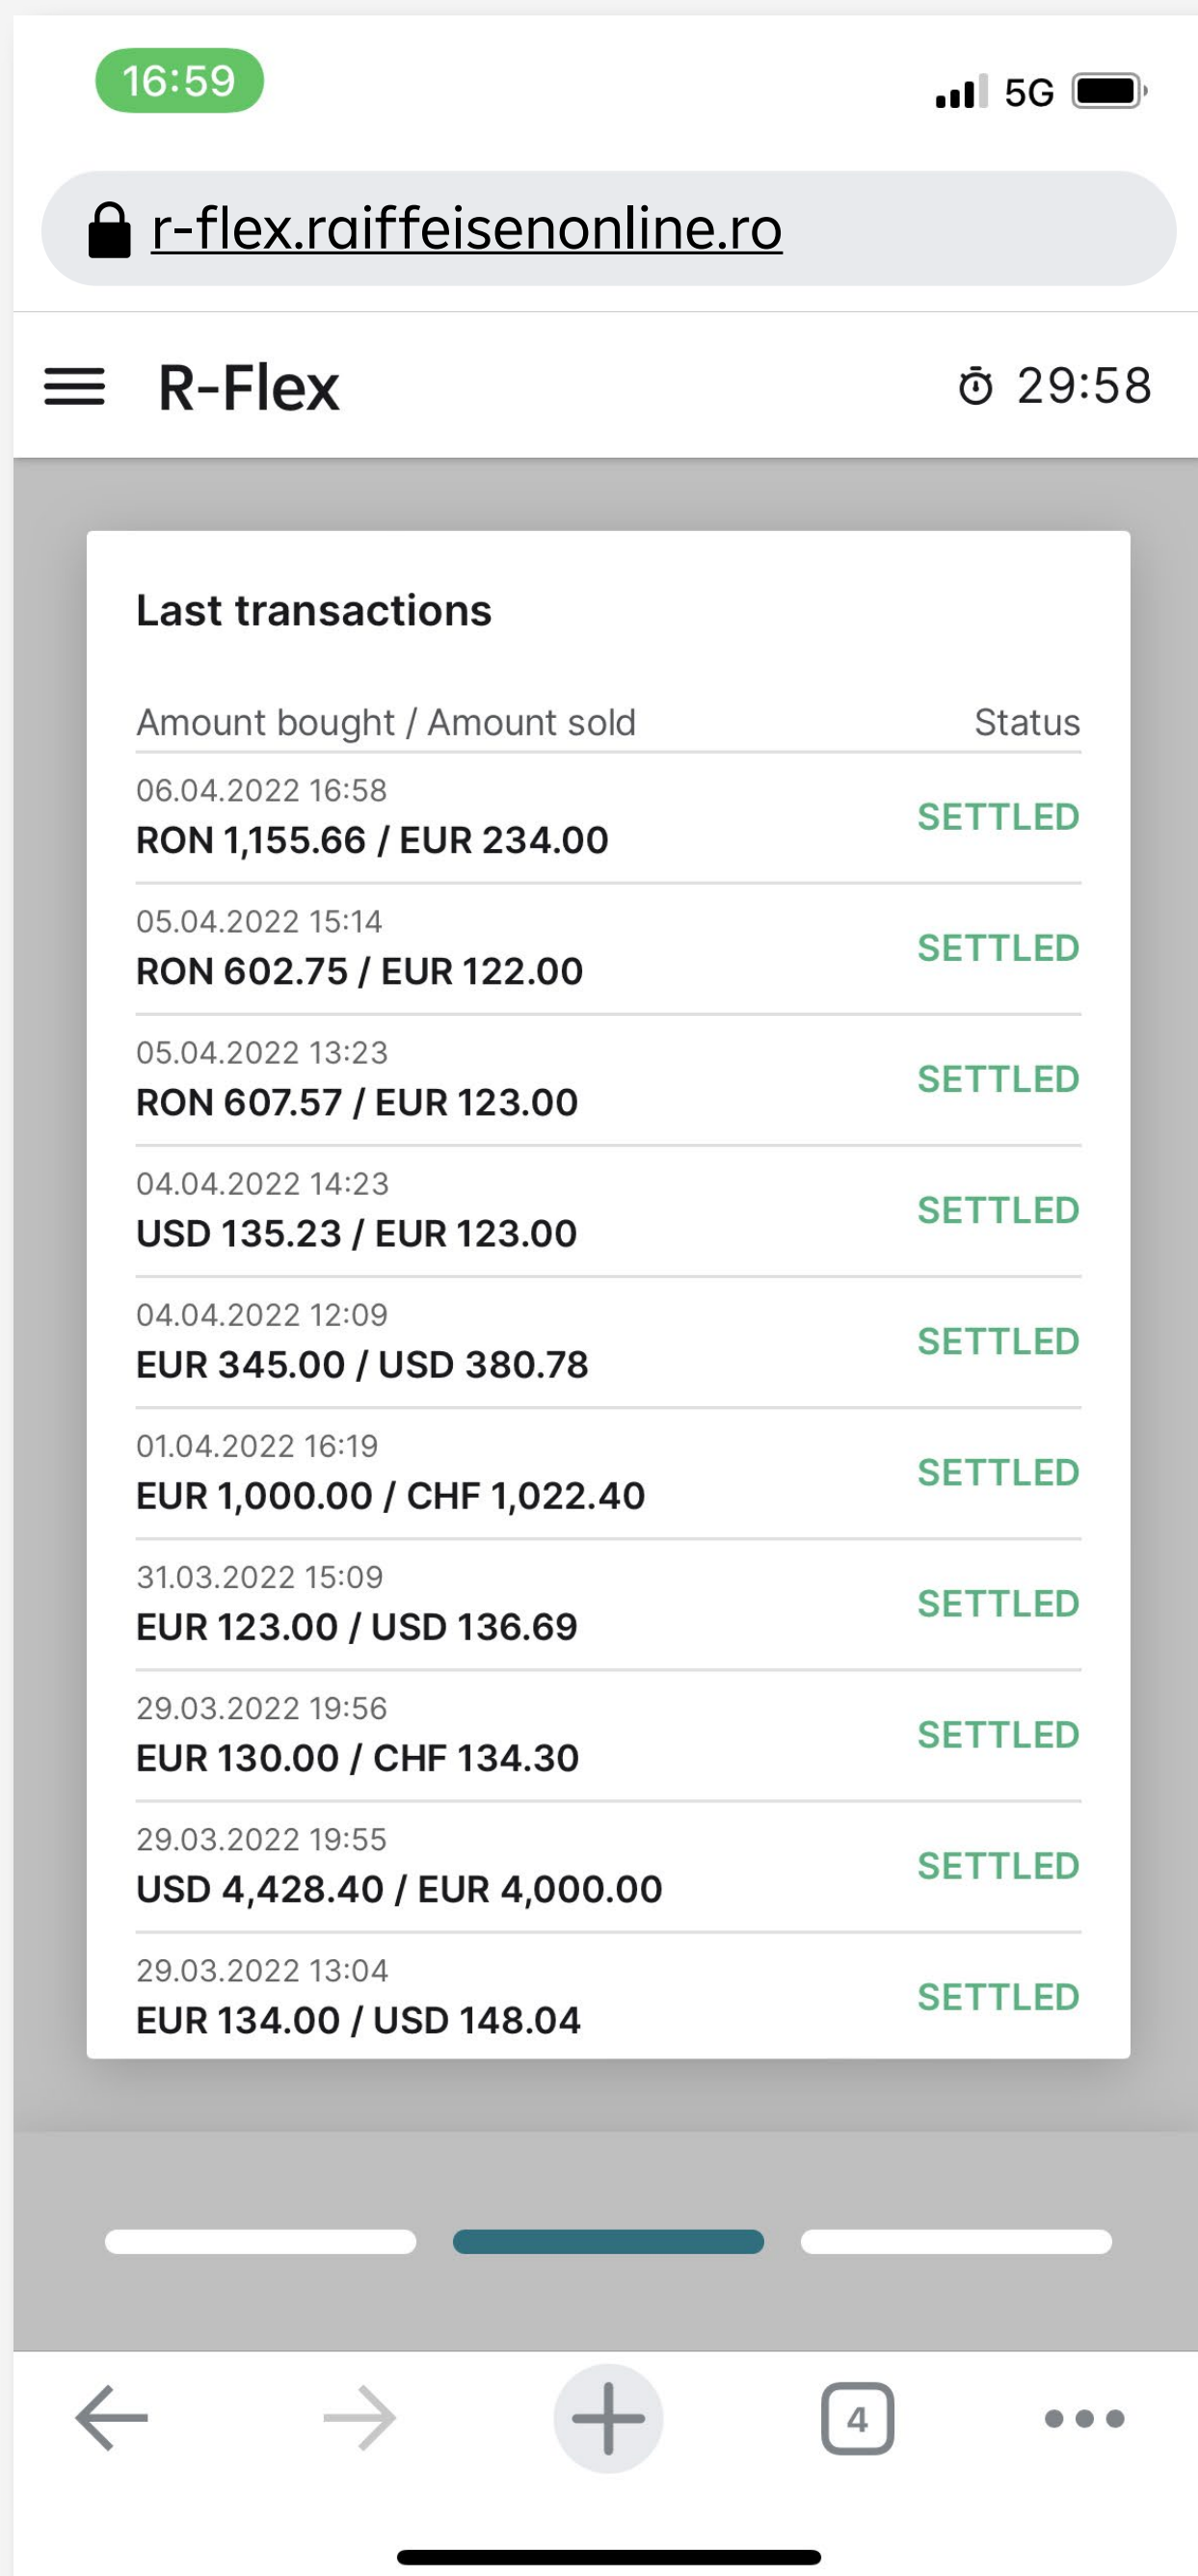 16:59
5G
r-flex.raiffeisenonline.ro
R-Flex
29:58
Last transactions
Amount bought / Amount sold Status
06.04.2022 16:58
RON 1,155.66 / EUR 234.00
SETTLED
05.04.2022 15:14
RON 602.75 / EUR 122.00
SETTLED
05.04.2022 13:23
RON 607.57 / EUR 123.00
SETTLED
04.04.2022 14:23
USD 135.23 / EUR 123.00
SETTLED
04.04.2022 12:09
EUR 345.00 / USD 380.78
SETTLED
01.04.2022 16:19
EUR 1,000.00 / CHF 1,022.40
SETTLED
31.03.2022 15:09
EUR 123.00 / USD 136.69
SETTLED
29.03.2022 19:56
EUR 130.00 / CHF 134.30
SETTLED
29.03.2022 19:55
USD 4,428.40 / EUR 4,000.00
SETTLED
29.03.2022 13:04
EUR 134.00 / USD 148.04
SETTLED
4